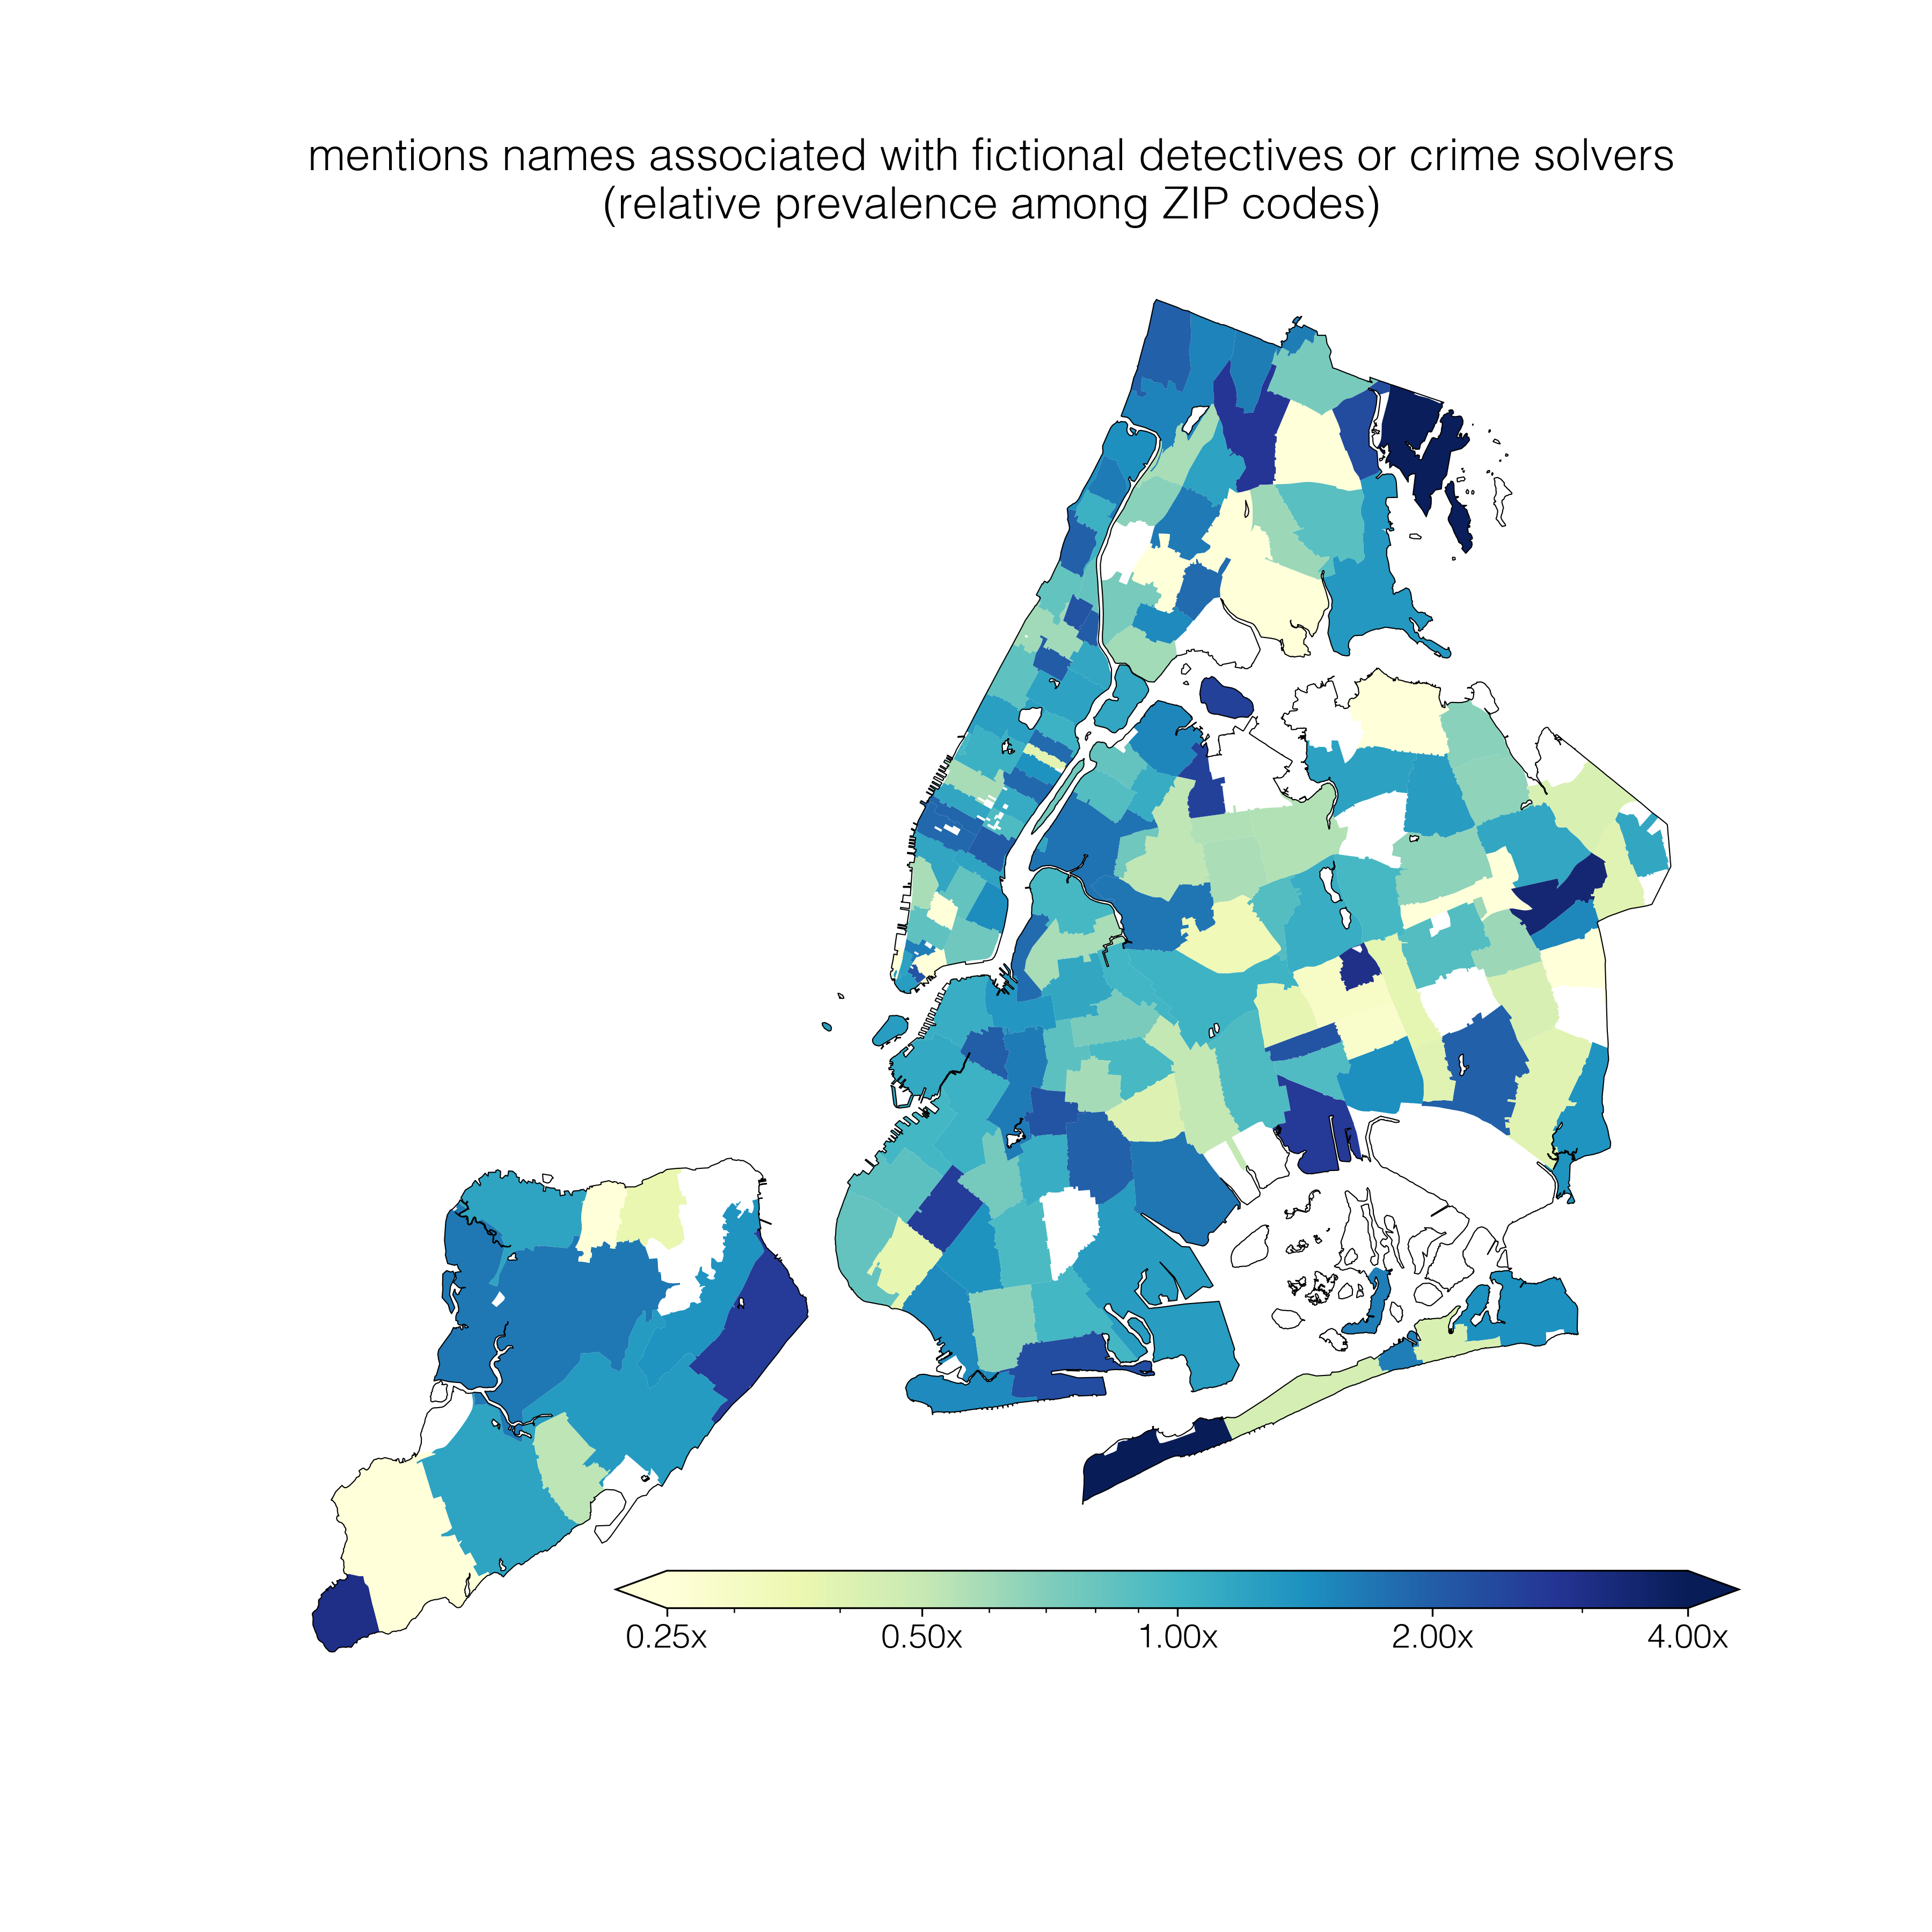 mentions names associated with fictional detectives or crime solvers
(relative prevalence among ZIP codes)
0.25x 0.50x 1.00x 2.00x 4.00x